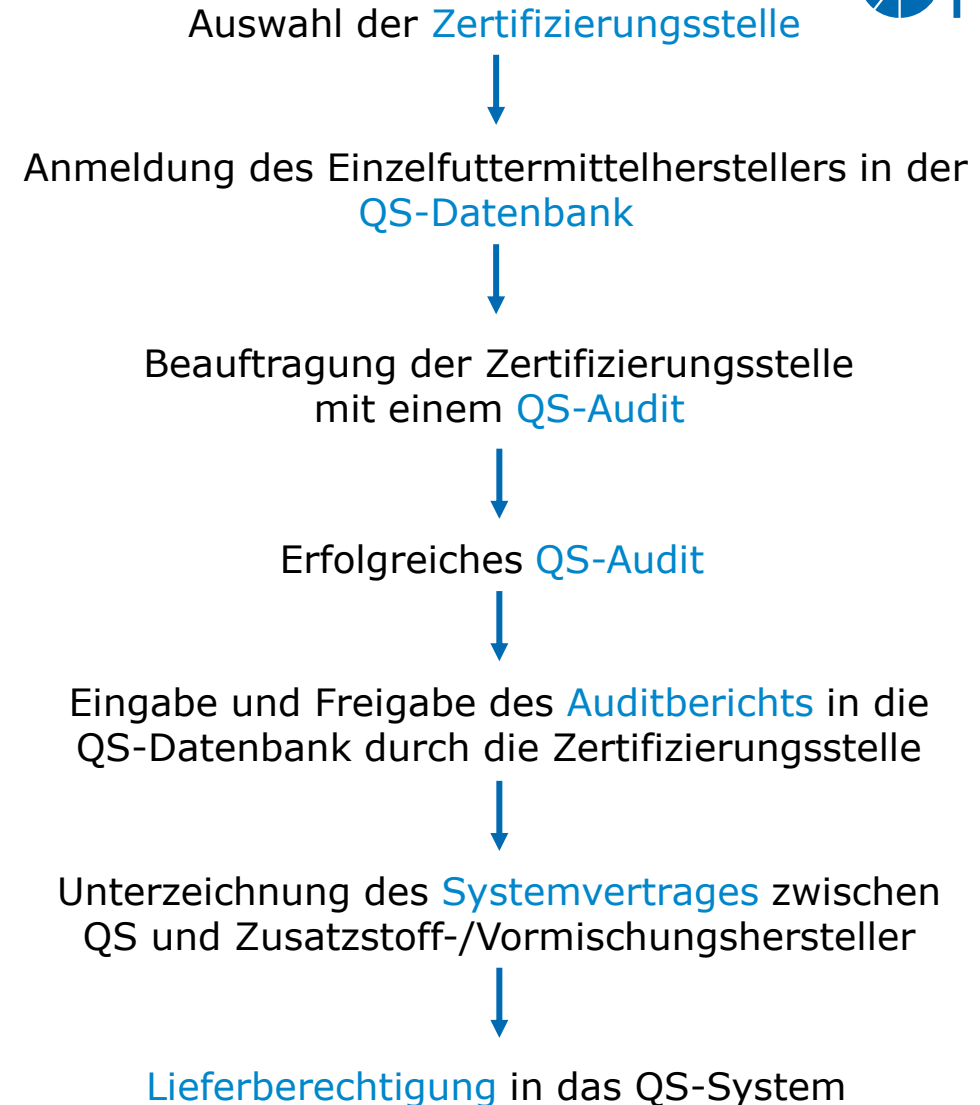 Auswahl der Zertifizierungsstelle
Anmeldung des Einzelfuttermittelherstellers in der
QS-Datenbank
Beauftragung der Zertifizierungsstelle
mit einem QS-Audit
Erfolgreiches QS-Audit
Eingabe und Freigabe des Auditberichts in die
QS-Datenbank durch die Zertifizierungsstelle
Unterzeichnung des Systemvertrages zwischen
QS und Zusatzstoff-/Vormischungshersteller
Lieferberechtigung in das QS-System